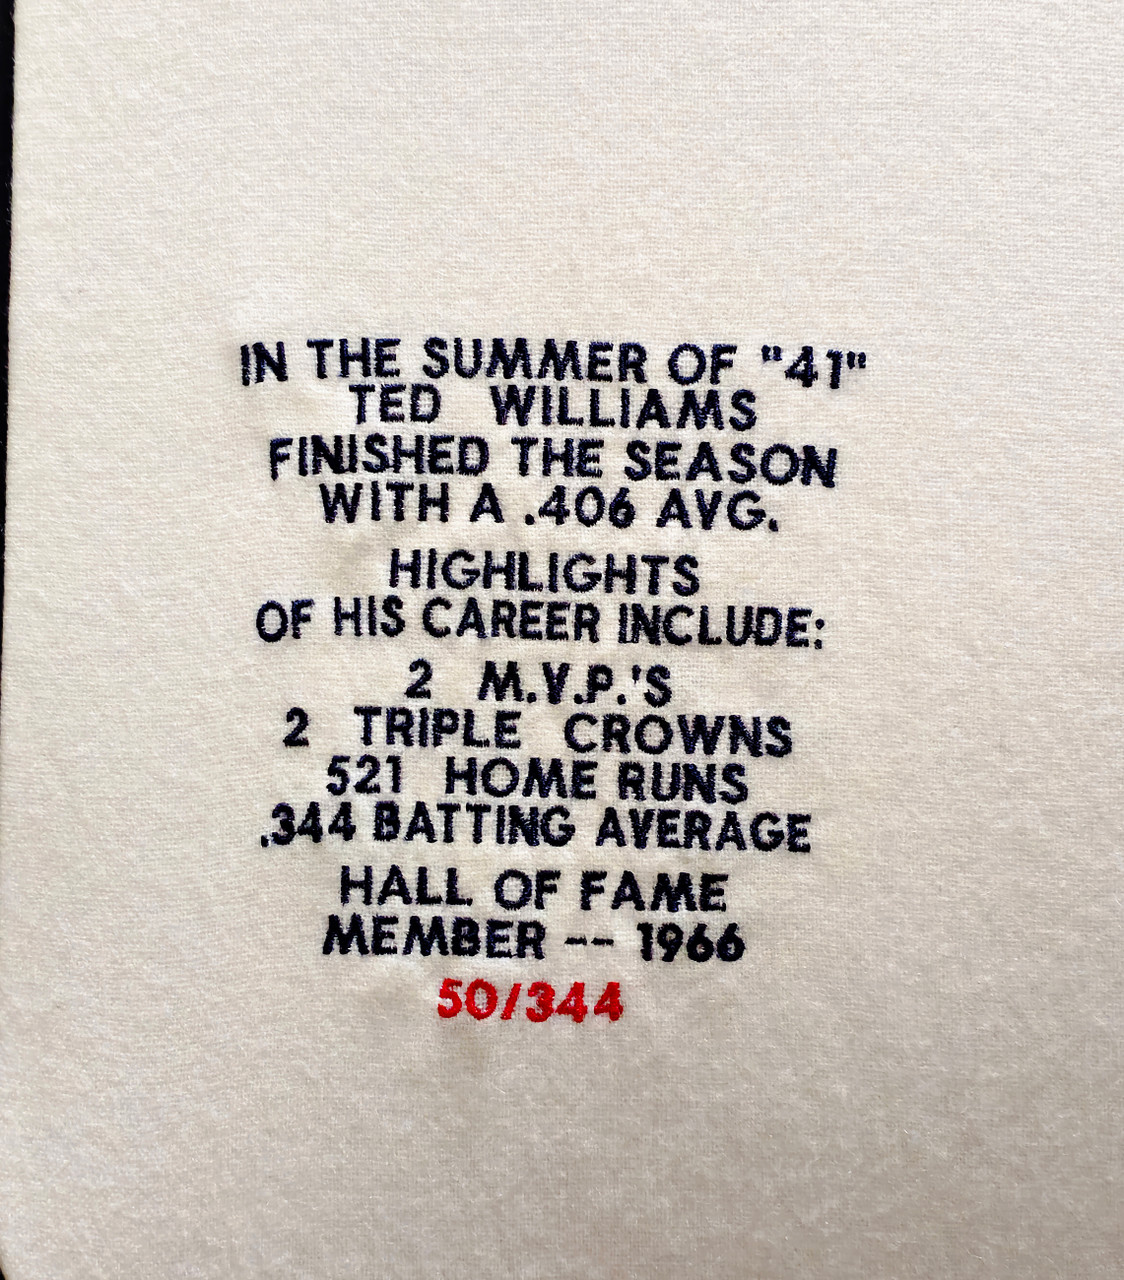 IN THE SUMMER OF "41"
TED WILLIAMS
FINISHED THE SEASON
WITH A .406 AVG.
HIGHLIGHTS
OF HIS CAREER INCLUDE:
2 M.V.P.'S
2 TRIPLE CROWNS
521 HOME RUNS
.344 BATTING AVERAGE
HALL OF FAME
MEMBER -- 1966
50/344